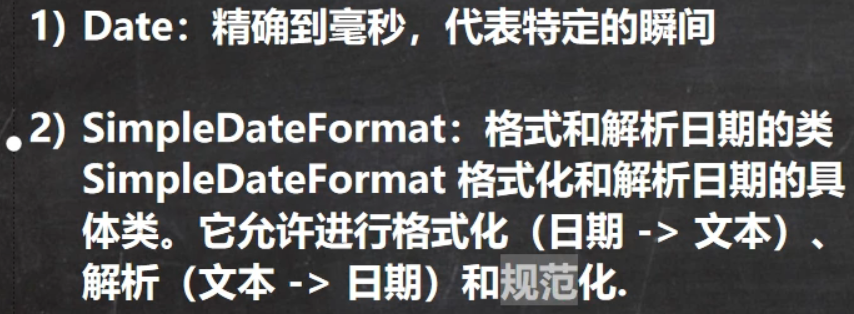 1) Date：精确到毫秒，代表特定的瞬间
2) SimpleDateFormat：格式和解析日期的类
SimpleDateFormat 格式化和解析日期的具
体类。它允许进行格式化（日期 -> 文本）、
解析（文本 -> 日期）和规范化.